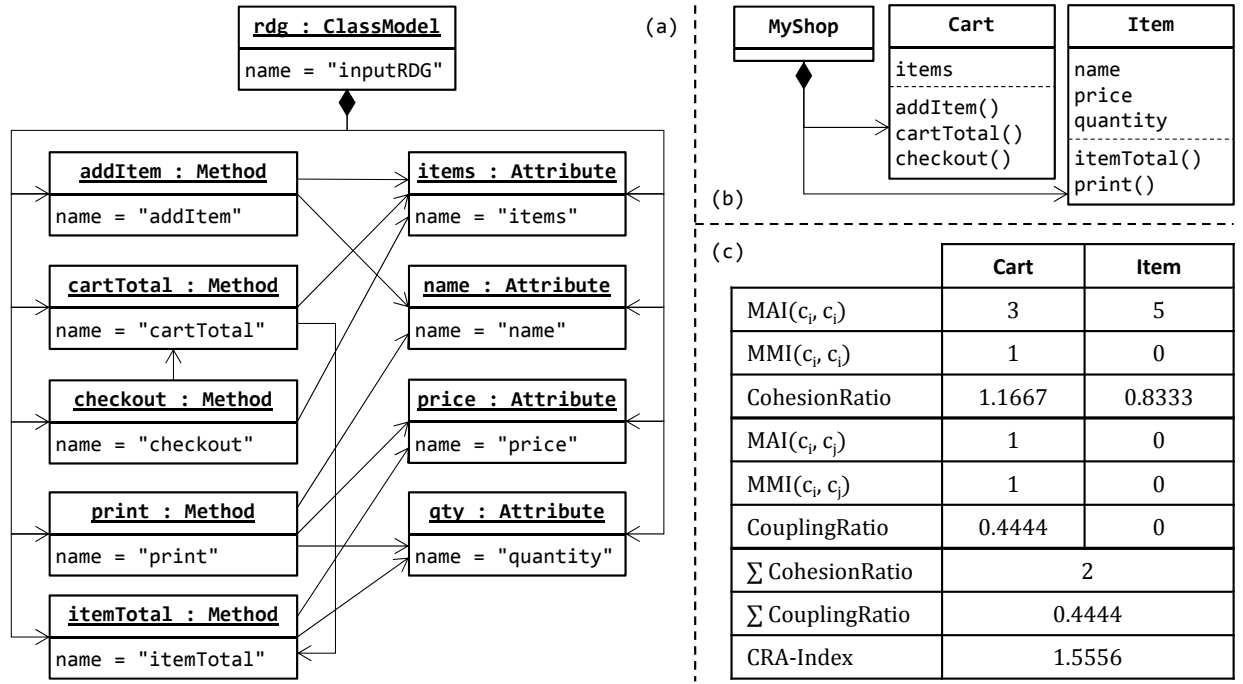 rdg : ClassModel
name = "inputRDG"
(a)
addItem : Method
name = "addItem"
items : Attribute
name = "items"
cartTotal : Method
name = "cartTotal"
name : Attribute
name = "name"
checkout : Method
name = "checkout"
price : Attribute
name = "price"
print : Method
name = "print"
qty : Attribute
name = "quantity"
itemTotal : Method
name = "itemTotal"
MyShop
Cart
items
addItem()
cartTotal()
checkout()
Item
name
price
quantity
itemTotal()
print()
(b)
(c)
Cart Item
MAI(ci, ci) 3 5
MMI(ci, ci) 1 0
CohesionRatio 1.1667 0.8333
MAI(ci, cj) 1 0
MMI(ci, cj) 1 0
CouplingRatio 0.4444 0
∑ CohesionRatio 2
∑ CouplingRatio 0.4444
CRA-Index 1.5556